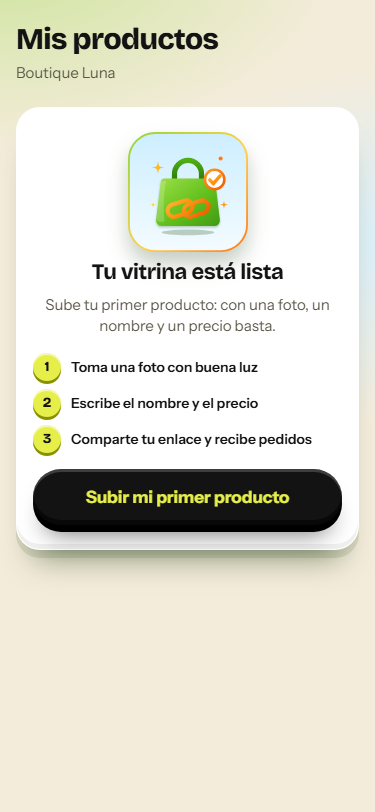 Mis productos
Boutique Luna
Tu vitrina está lista
Sube tu primer producto: con una foto, un
nombre y un precio basta.
1 Toma una foto con buena luz
2 Escribe el nombre y el precio
3 Comparte tu enlace y recibe pedidos
Subir mi primer producto